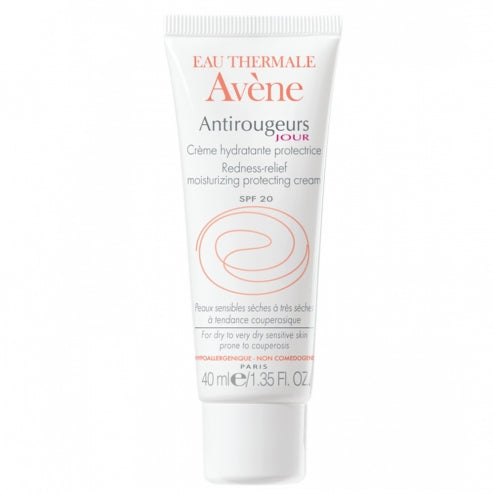 EAU THERMALE
Avène
Antirougeurs
JOUR
Crème hydratante protectrice
Redness-relief
moisturizing protecting cream
SPF 20
Peaux sensibles sèches à très sèches
à tendance couperosique
For dry to very dry sensitive skin
prone to couperosis
HYPOALLERGENIQUE - NON COMEDOGENE
PARIS
40 ml e/1.35 FL. OZ.